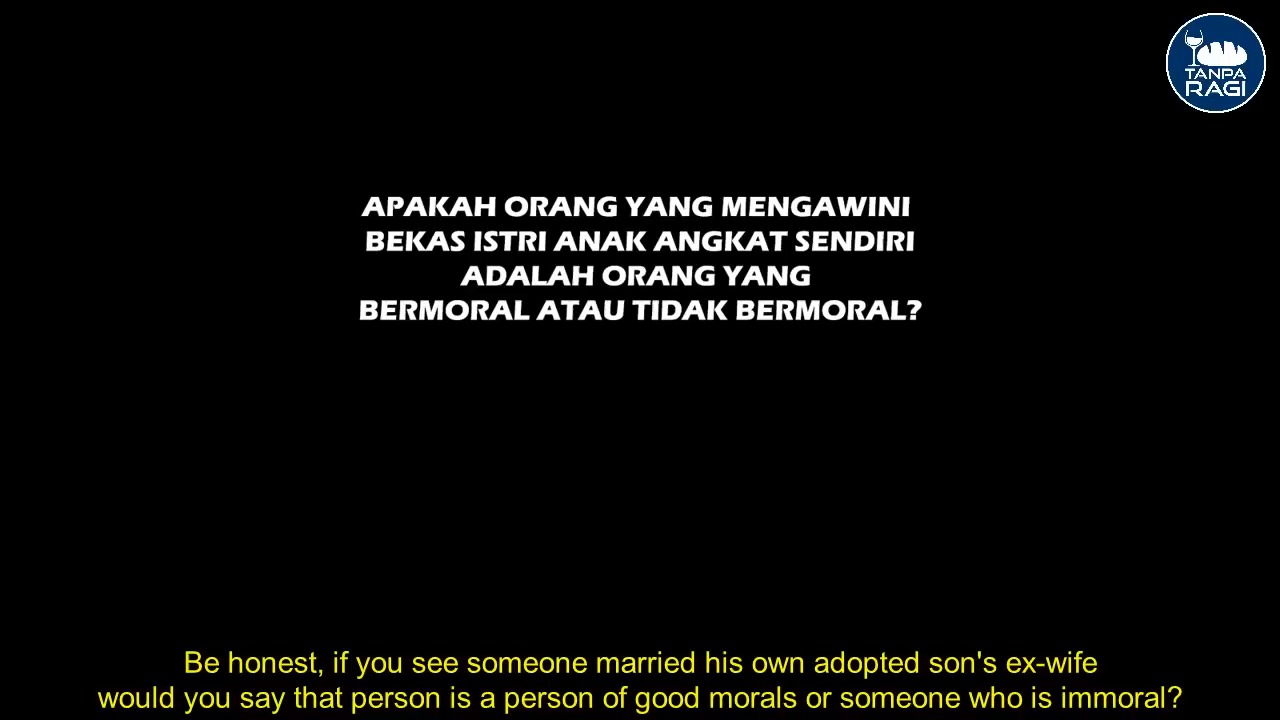 TANPA
RAGI
APAKAH ORANG YANG MENGAWINI
BEKAS ISTRI ANAK ANGKAT SENDIRI
ADALAH ORANG YANG
BERMORAL ATAU TIDAK BERMORAL?
Be honest, if you see someone married his own adopted son's ex-wife
would you say that person is a person of good morals or someone who is immoral?